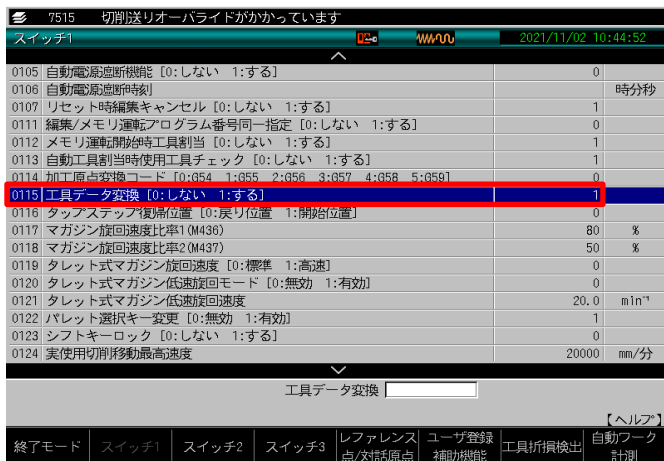 7515 切削送りオーバライドがかかっています
スイッチ1 2021/11/02 10:44:52
0105 自動電源遮断機能 [0:しない 1:する] 0
0106 自動電源遮断時刻 時分秒
0107 リセット時編集キャンセル [0:しない 1:する] 1
0111 編集/メモリ運転プログラム番号同一指定 [0:しない 1:する] 0
0112 メモリ運転開始時工具割当 [0:しない 1:する] 1
0113 自動工具割当時使用工具チェック [0:しない 1:する] 1
0114 加工原点変換コード [0:G54 1:G55 2:G56 3:G57 4:G58 5:G59] 0
0115 工具データ変換 [0:しない 1:する] 1
0116 タップステップ復帰位置 [0:戻り位置 1:開始位置] 0
0117 マガジン旋回速度比率1(M436) 80 %
0118 マガジン旋回速度比率2(M437) 50 %
0119 タレット式マガジン旋回速度 [0:標準 1:高速] 0
0120 タレット式マガジン低速旋回モード [0:無効 1:有効] 0
0121 タレット式マガジン低速旋回速度 20.0 min⁻¹
0122 パレット選択キー変更 [0:無効 1:有効] 1
0123 シフトキーロック [0:しない 1:する] 0
0124 実使用切削移動最高速度 20000 mm/分
工具データ変換
【ヘルプ】
終了モード スイッチ1 スイッチ2 スイッチ3 レファレンス点/対話原点 ユーザ登録補助機能 工具折損検出 自動ワーク計測